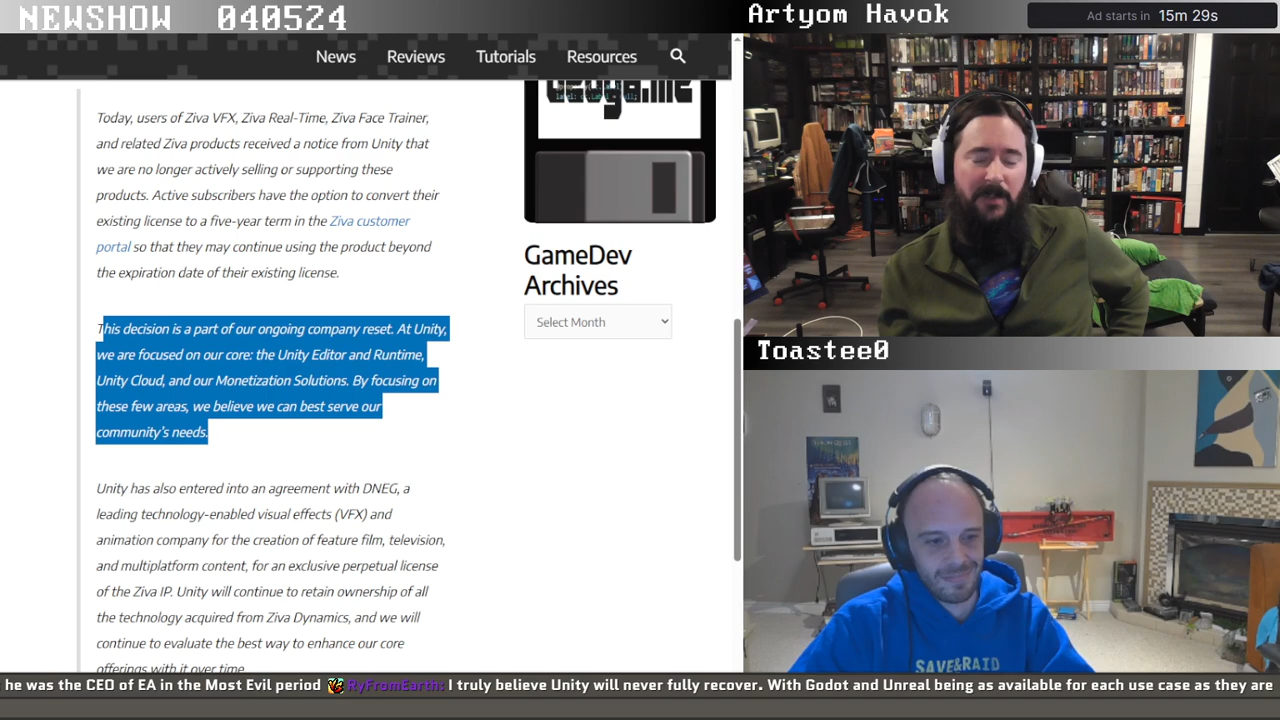 NEWSHOW 040524
Artyom Havok
Ad starts in 15m 29s
News Reviews Tutorials Resources
label:
Today, users of Ziva VFX, Ziva Real-Time, Ziva Face Trainer,
and related Ziva products received a notice from Unity that
we are no longer actively selling or supporting these
products. Active subscribers have the option to convert their
existing license to a five-year term in the Ziva customer
portal so that they may continue using the product beyond
the expiration date of their existing license.
This decision is a part of our ongoing company reset. At Unity,
we are focused on our core: the Unity Editor and Runtime,
Unity Cloud, and our Monetization Solutions. By focusing on
these few areas, we believe we can best serve our
community's needs.
Unity has also entered into an agreement with DNEG, a
leading technology-enabled visual effects (VFX) and
animation company for the creation of feature film, television,
and multiplatform content, for an exclusive perpetual license
of the Ziva IP. Unity will continue to retain ownership of all
the technology acquired from Ziva Dynamics, and we will
continue to evaluate the best way to enhance our core
offerings with it over time
GameDev
Archives
Select Month
Toastee0
SAVE&RAID
he was the CEO of EA in the Most Evil period RyFromEarth: I truly believe Unity will never fully recover. With Godot and Unreal being as available for each use case as they are